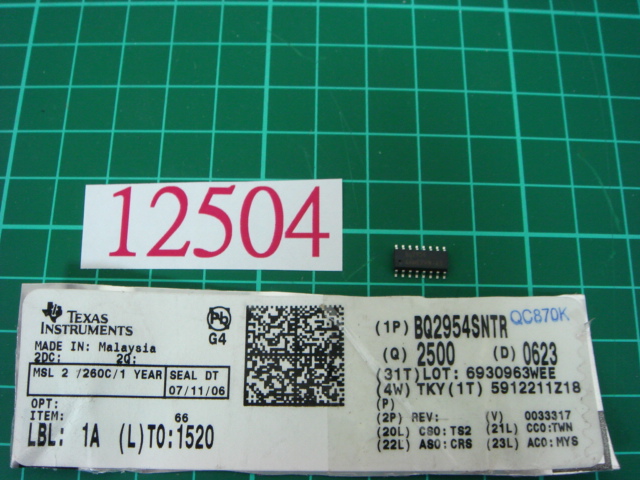 12504
TEXAS
INSTRUMENTS
Pb
G4
MADE IN: Malaysia
2DC: 2Q:
MSL 2 /260C/1 YEAR SEAL DT
07/11/06
OPT:
ITEM: 66
LBL: 1A (L)TO:1520
(1P) BQ2954SNTR QC870K
(Q) 2500 (D) 0623
(31T)LOT: 6930963WEE
(4W) TKY(1T) 5912211Z18
(P)
(2P) REV: (V) 0033317
(20L) CSO:TS2 (21L) CCO:TWN
(22L) ASO:CRS (23L) ACO:MYS